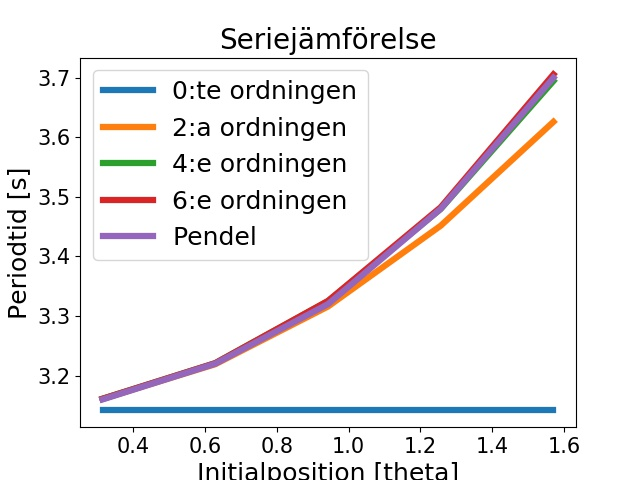 Seriejämförelse
0:te ordningen
2:a ordningen
4:e ordningen
6:e ordningen
Pendel
Periodtid [s]
3.7
3.6
3.5
3.4
3.3
3.2
0.4 0.6 0.8 1.0 1.2 1.4 1.6
Initialposition [theta]